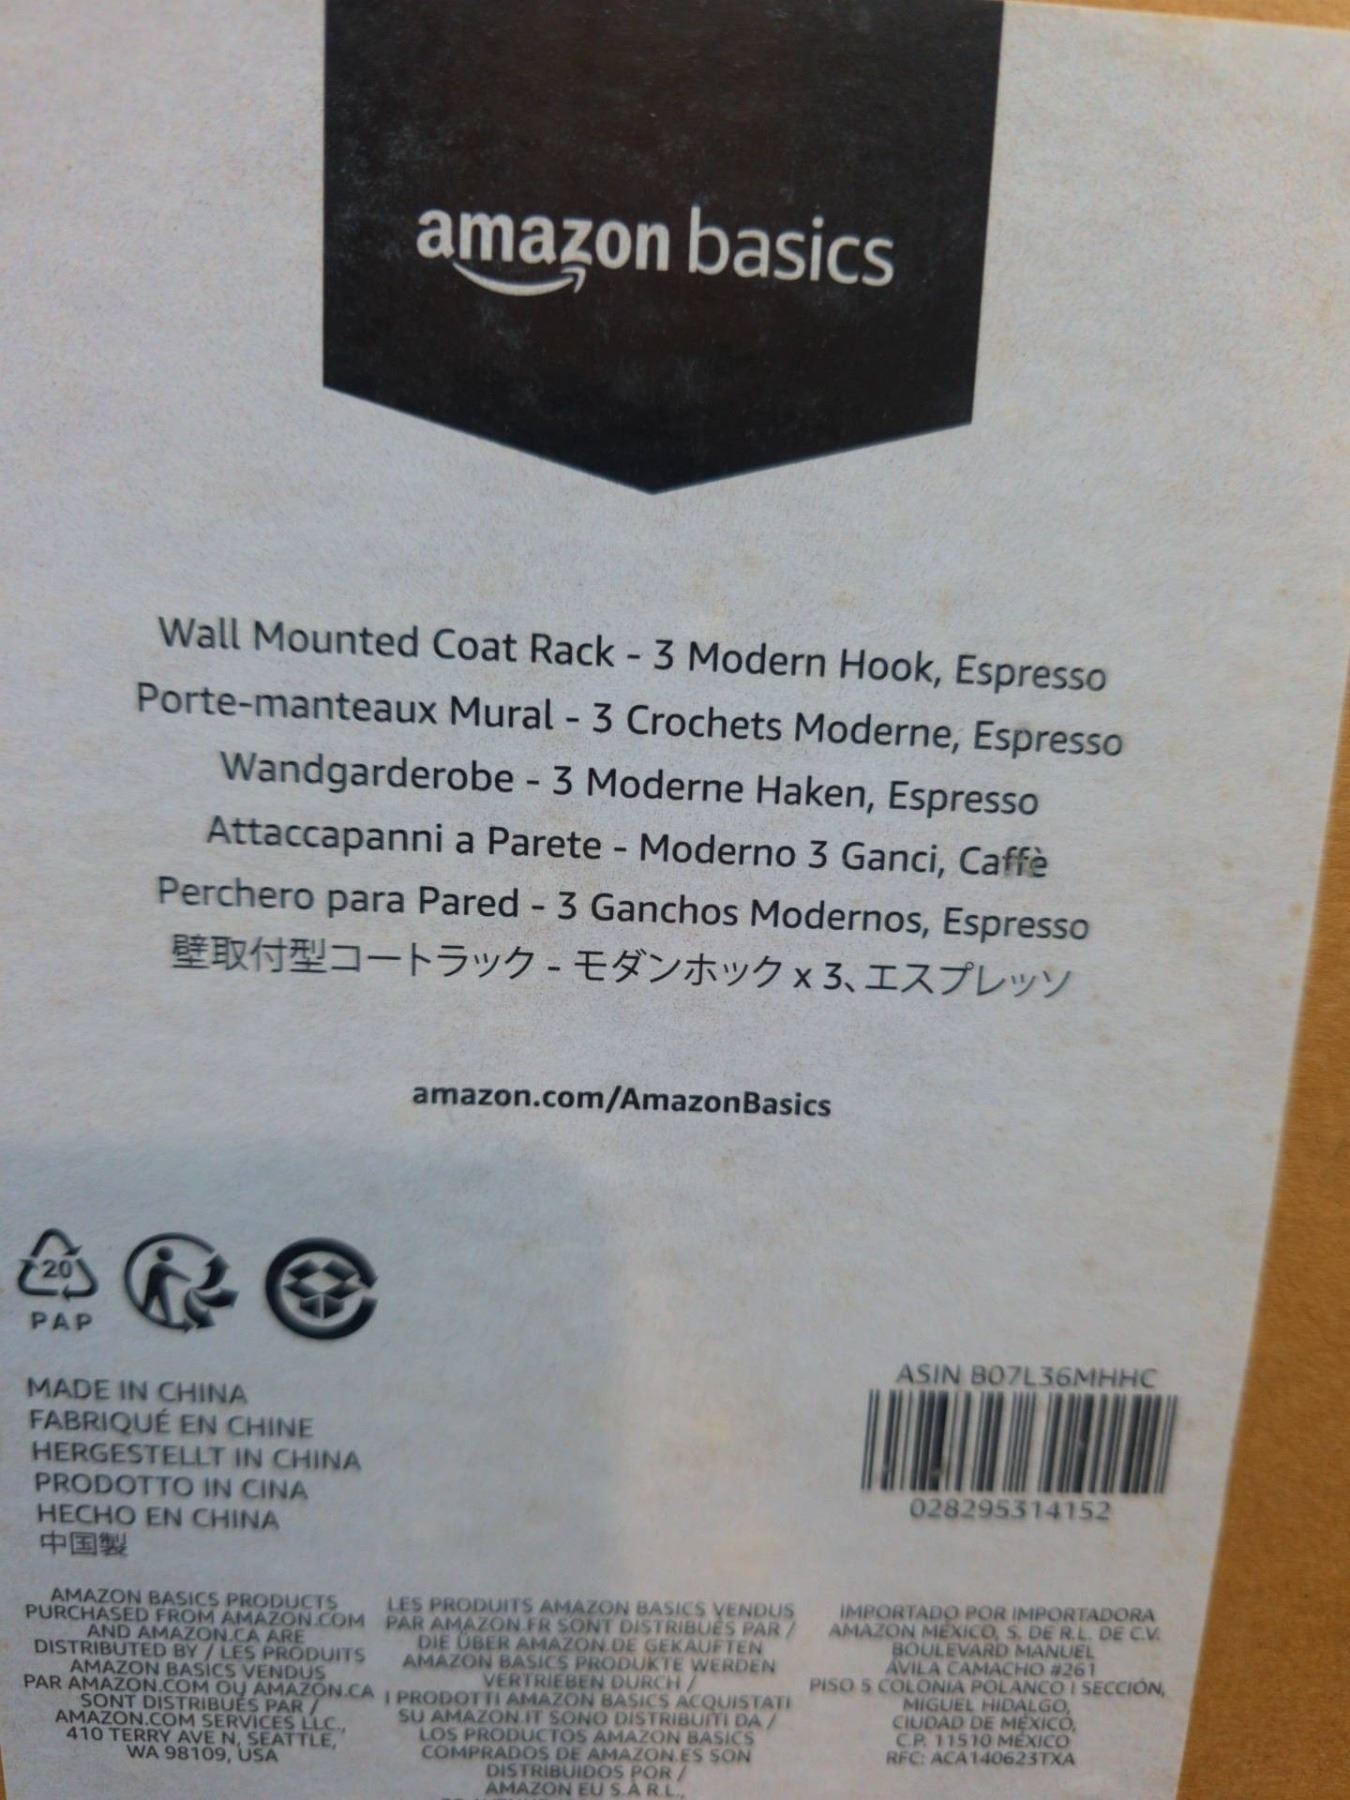 amazon basics
Wall Mounted Coat Rack - 3 Modern Hook, Espresso
Porte-manteaux Mural - 3 Crochets Moderne, Espresso
Wandgarderobe - 3 Moderne Haken, Espresso
Attaccapanni a Parete - Moderno 3 Ganci, Caffè
Perchero para Pared - 3 Ganchos Modernos, Espresso
壁取付型コートラック - モダンホック x 3、エスプレッソ
amazon.com/AmazonBasics
20
PAP
MADE IN CHINA
FABRIQUÉ EN CHINE
HERGESTELLT IN CHINA
PRODOTTO IN CINA
HECHO EN CHINA
中国製
ASIN B07L36MHHC
028295314152
AMAZON BASICS PRODUCTS
PURCHASED FROM AMAZON.COM
AND AMAZON.CA ARE
DISTRIBUTED BY / LES PRODUITS
AMAZON BASICS VENDUS
PAR AMAZON.COM OU AMAZON.CA
SONT DISTRIBUÉS PAR /
AMAZON.COM SERVICES LLC.,
410 TERRY AVE N, SEATTLE,
WA 98109, USA
LES PRODUITS AMAZON BASICS VENDUS
PAR AMAZON.FR SONT DISTRIBUÉS PAR /
DIE ÜBER AMAZON.DE GEKAUFTEN
AMAZON BASICS PRODUKTE WERDEN
VERTRIEBEN DURCH /
I PRODOTTI AMAZON BASICS ACQUISTATI
SU AMAZON.IT SONO DISTRIBUITI DA /
LOS PRODUCTOS AMAZON BASICS
COMPRADOS DE AMAZON.ES SON
DISTRIBUIDOS POR /
AMAZON EU S.À R.L.,
IMPORTADO POR IMPORTADORA
AMAZON MÉXICO, S. DE R.L. DE C.V.
BOULEVARD MANUEL
ÁVILA CAMACHO #261
PISO 5 COLONIA POLANCO I SECCIÓN,
MIGUEL HIDALGO,
CIUDAD DE MÉXICO,
C.P. 11510 MÉXICO
RFC: ACA140623TXA